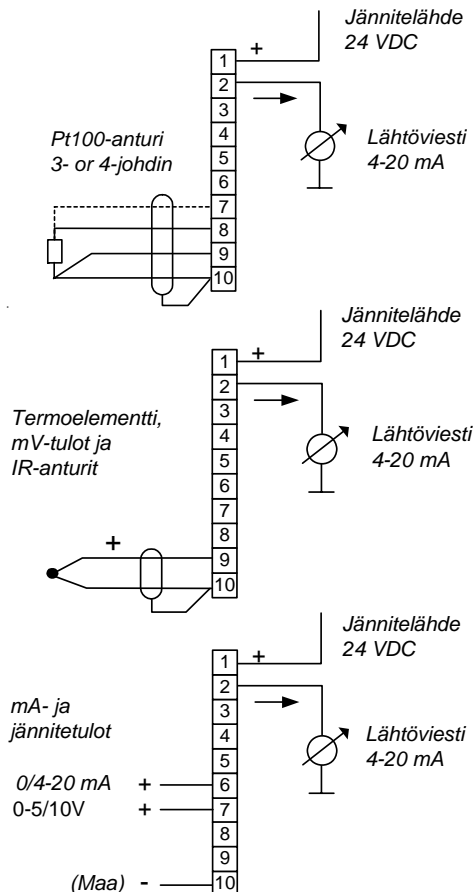 Jännitelähde
24 VDC
+
1
2
3
4
5
6
7
8
9
10
Pt100-anturi
3- or 4-johdin
Lähtöviesti
4-20 mA
Jännitelähde
24 VDC
+
1
2
3
4
5
6
7
8
9
10
Termoelementti,
mV-tulot ja
IR-anturit
+
Lähtöviesti
4-20 mA
Jännitelähde
24 VDC
+
1
2
3
4
5
6
7
8
9
10
mA- ja
jännitetulot
Lähtöviesti
4-20 mA
0/4-20 mA +
0-5/10V +
(Maa) -